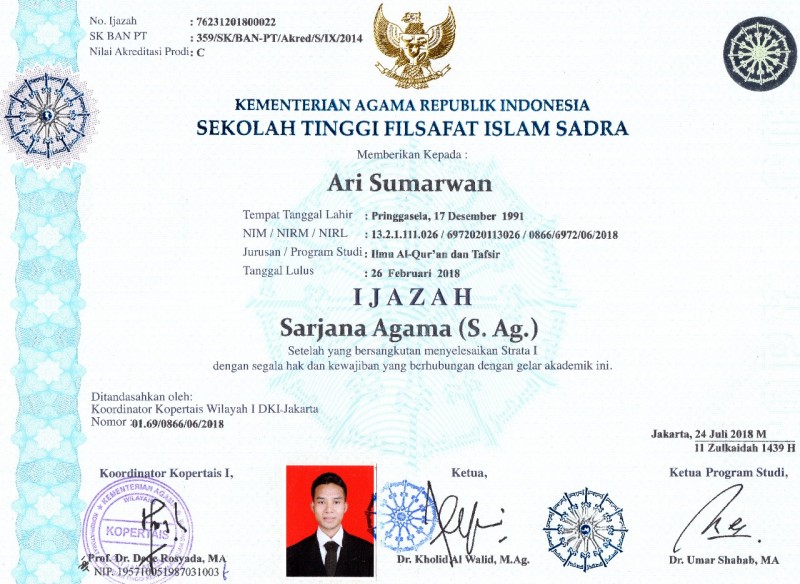 No. Ijazah : 76231201800022
SK BAN PT : 359/SK/BAN-PT/Akred/S/IX/2014
Nilai Akreditasi Prodi : C
KEMENTERIAN AGAMA REPUBLIK INDONESIA
SEKOLAH TINGGI FILSAFAT ISLAM SADRA
Memberikan Kepada :
Ari Sumarwan
Tempat Tanggal Lahir : Pringgasela, 17 Desember 1991
NIM / NIRM / NIRL : 13.2.1.111.026 / 6972020113026 / 0866/6972/06/2018
Jurusan / Program Studi : Ilmu Al-Qur'an dan Tafsir
Tanggal Lulus : 26 Februari 2018
IJAZAH
Sarjana Agama (S. Ag.)
Setelah yang bersangkutan menyelesaikan Strata I
dengan segala hak dan kewajiban yang berhubungan dengan gelar akademik ini.
Ditandasahkan oleh:
Koordinator Kopertais Wilayah I DKI-Jakarta
Nomor :01.69/0866/06/2018
Jakarta, 24 Juli 2018 M
11 Zulkaidah 1439 H
Koordinator Kopertais I,
Ketua,
Ketua Program Studi,
KEMENTERIAN AGAMA
WILAYAH
KOPERTAIS
Prof. Dr. Dede Rosyada, MA
NIP. 195710051987031003
Dr. Kholid Al Walid, M.Ag.
Dr. Umar Shahab, MA